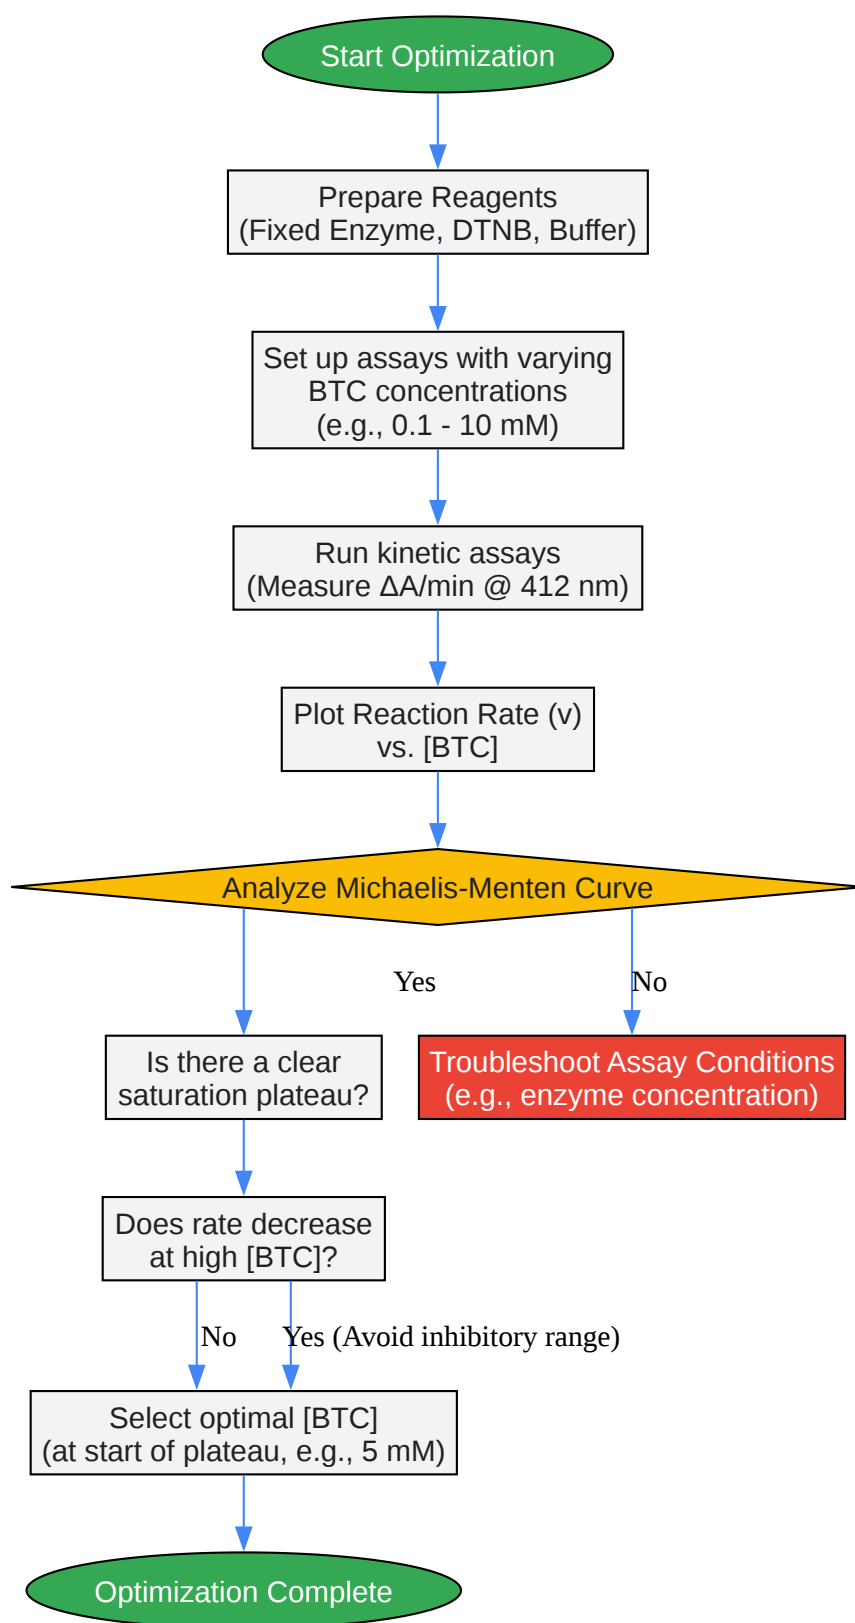 Start Optimization
Prepare Reagents
(Fixed Enzyme, DTNB, Buffer)
Set up assays with varying
BTC concentrations
(e.g., 0.1 - 10 mM)
Run kinetic assays
(Measure ΔA/min @ 412 nm)
Plot Reaction Rate (v)
vs. [BTC]
Analyze Michaelis-Menten Curve
Yes
No
Is there a clear
saturation plateau?
Troubleshoot Assay Conditions
(e.g., enzyme concentration)
Does rate decrease
at high [BTC]?
No
Yes (Avoid inhibitory range)
Select optimal [BTC]
(at start of plateau, e.g., 5 mM)
Optimization Complete